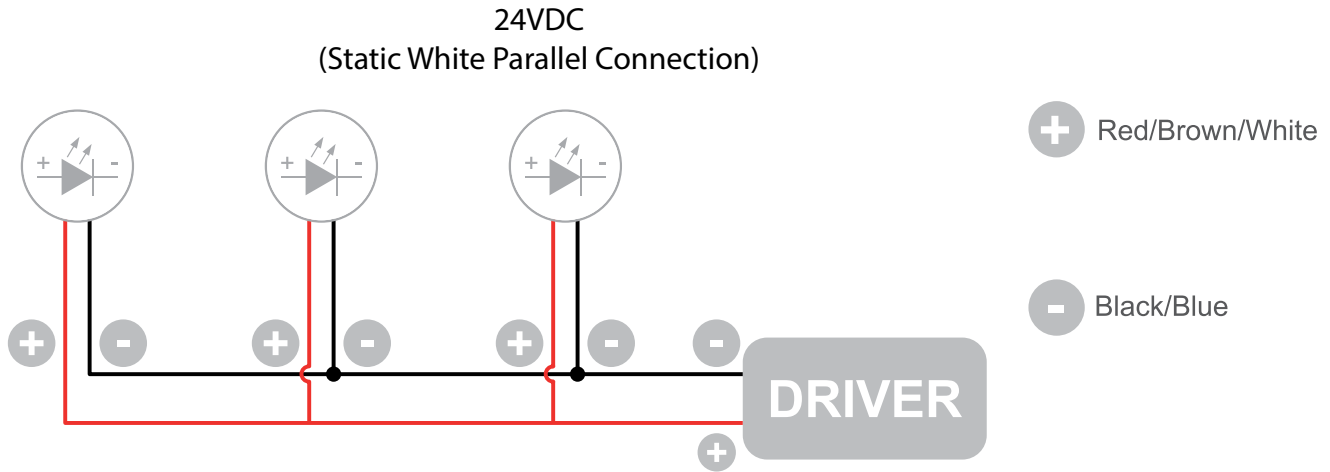 24VDC
(Static White Parallel Connection)
+ - + - + -
+ Red/Brown/White
- Black/Blue
+ - + - + - -
DRIVER
+